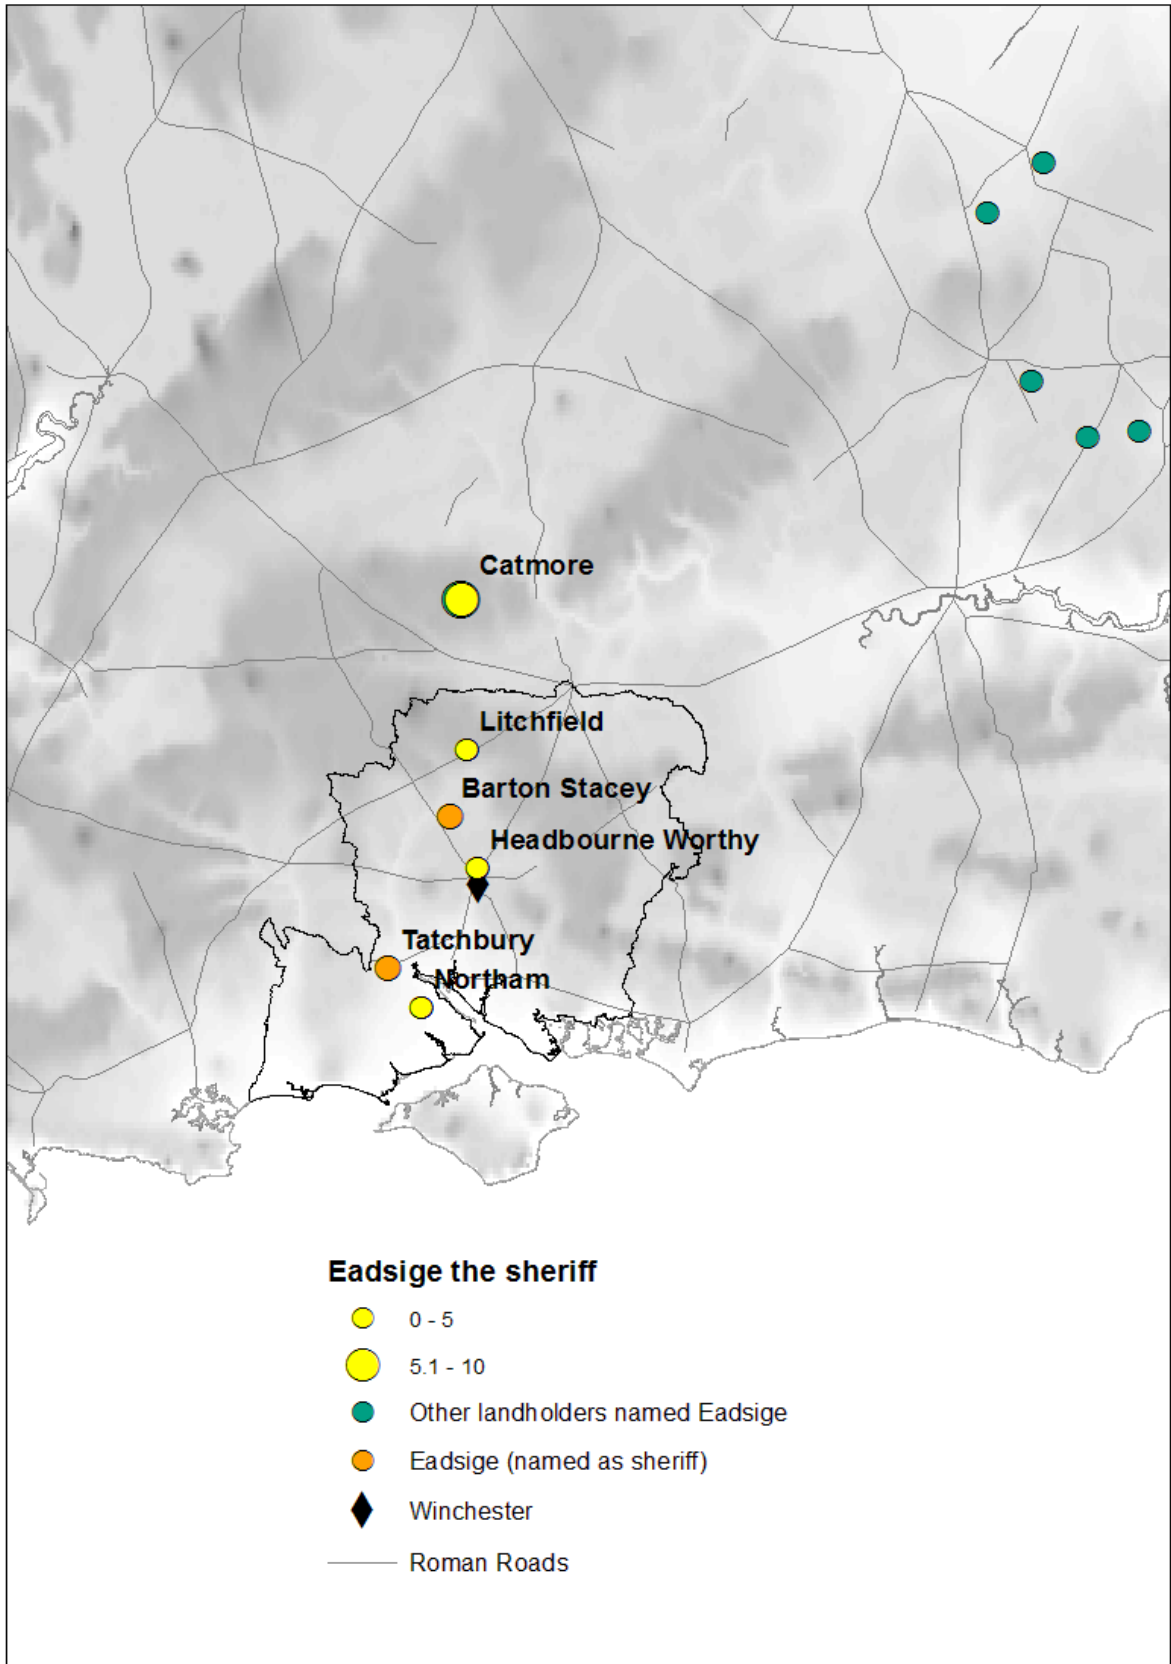 Catmore
Litchfield
Barton Stacey
Headbourne Worthy
Tatchbury
Northam
Eadsige the sheriff
0 - 5
5.1 - 10
Other landholders named Eadsige
Eadsige (named as sheriff)
Winchester
Roman Roads